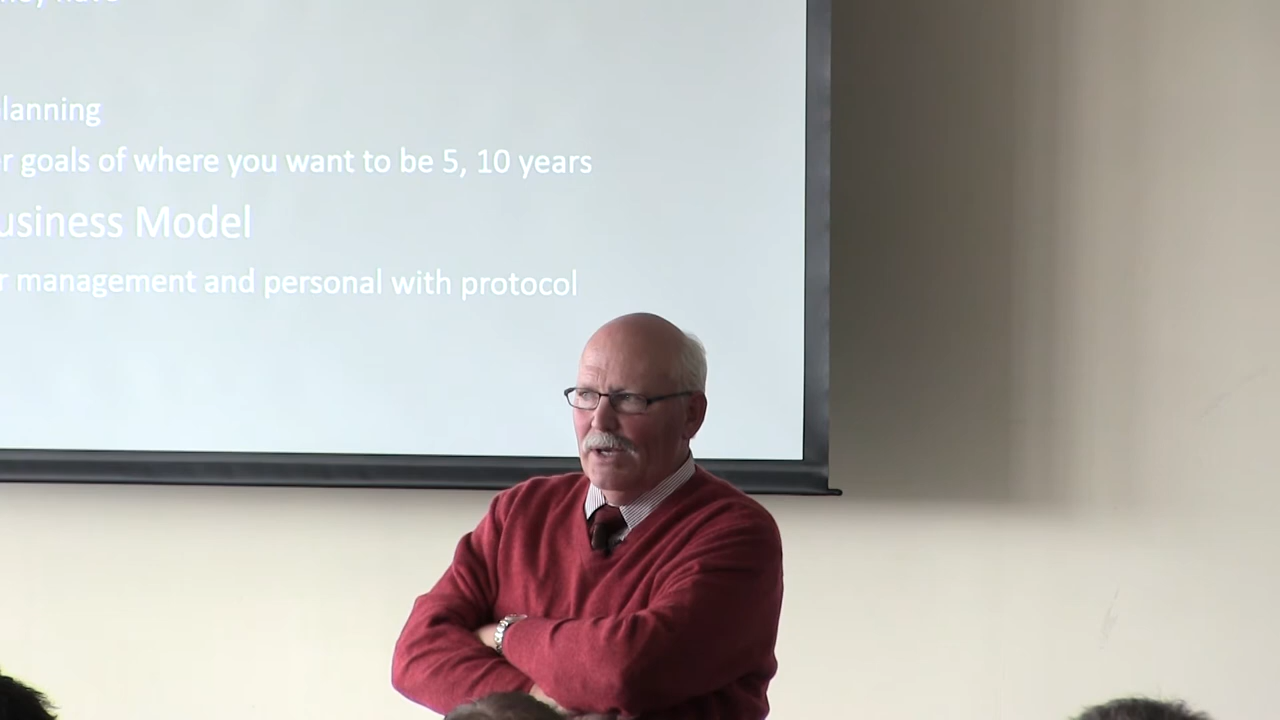 lanning
r goals of where you want to be 5, 10 years
usiness Model
r management and personal with protocol